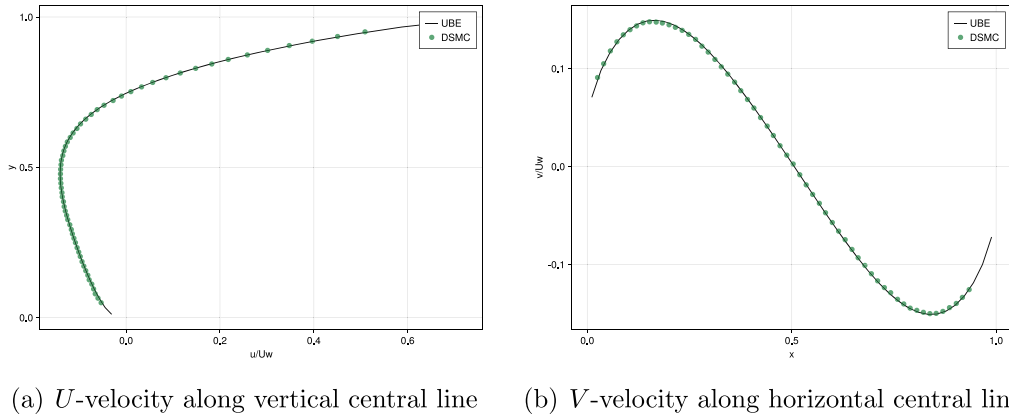 1.0
0.5
0.0
y
0.0
0.2
0.4
0.6
u/Uw
UBE
DSMC
0.1
0.0
-0.1
v/Uw
0.0
0.5
1.0
x
UBE
DSMC
(a) U-velocity along vertical central line
(b) V-velocity along horizontal central lin